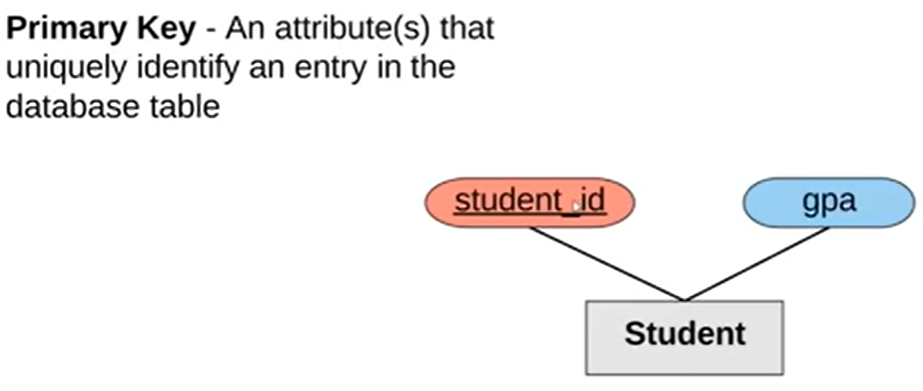 Primary Key - An attribute(s) that
uniquely identify an entry in the
database table
student_id
gpa
Student